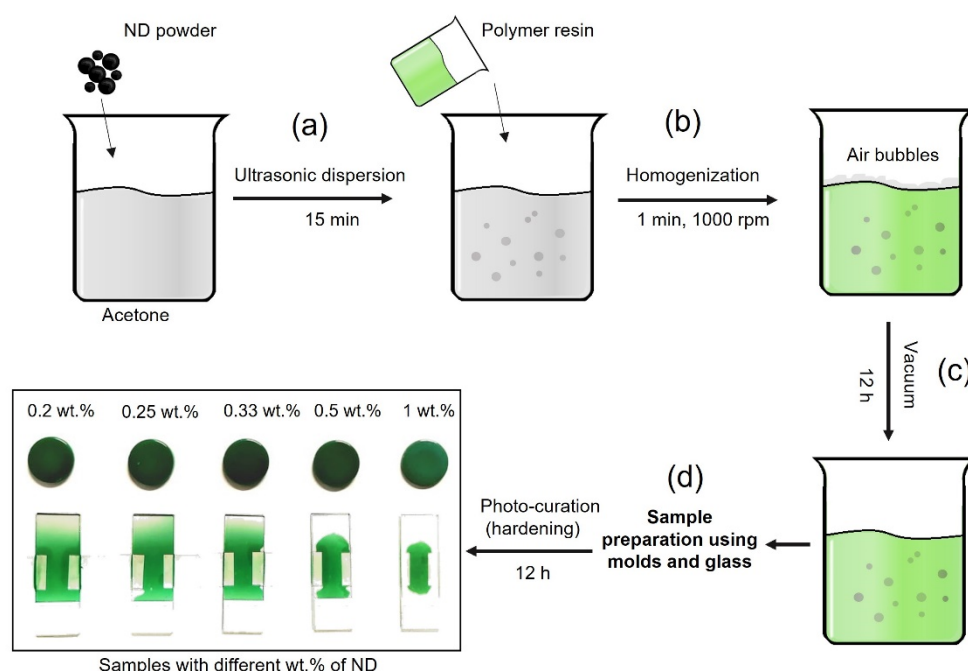 ND powder
Polymer resin
(a)
(b)
Ultrasonic dispersion
15 min
Homogenization
1 min, 1000 rpm
Air bubbles
Acetone
Vacuum
12 h
(c)
0.2 wt.%
0.25 wt.%
0.33 wt.%
0.5 wt.%
1 wt.%
(d)
Photo-curation
(hardening)
12 h
Sample
preparation using
molds and glass
Samples with different wt.% of ND